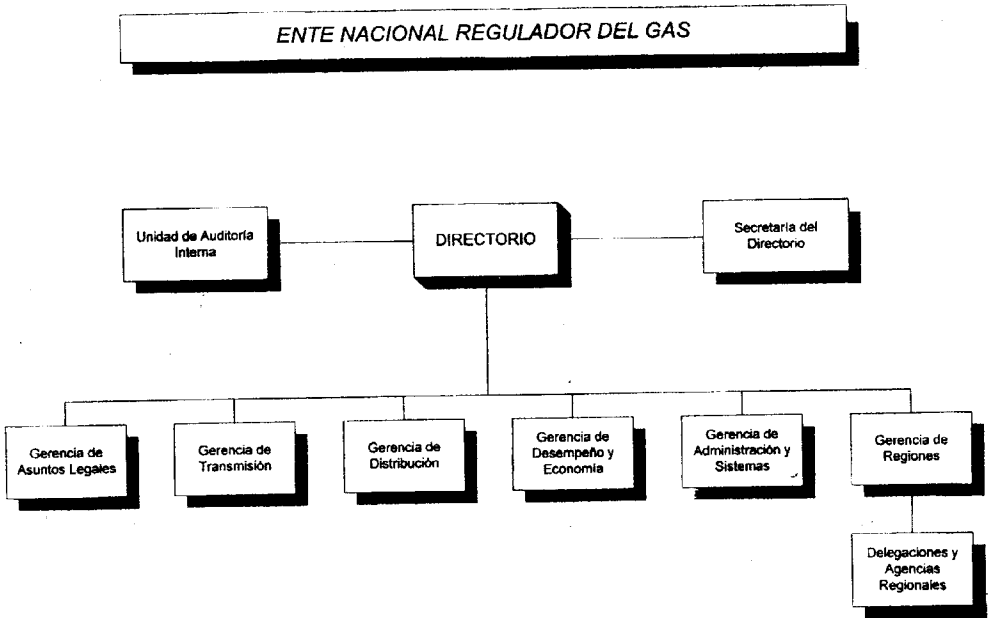 ENTE NACIONAL REGULADOR DEL GAS
Unidad de Auditoría
Interna
DIRECTORIO
Secretaría del
Directorio
Gerencia de
Asuntos Legales
Gerencia de
Transmisión
Gerencia de
Distribución
Gerencia de
Desempeño y
Economía
Gerencia de
Administración y
Sistemas
Gerencia de
Regiones
Delegaciones y
Agencias
Regionales